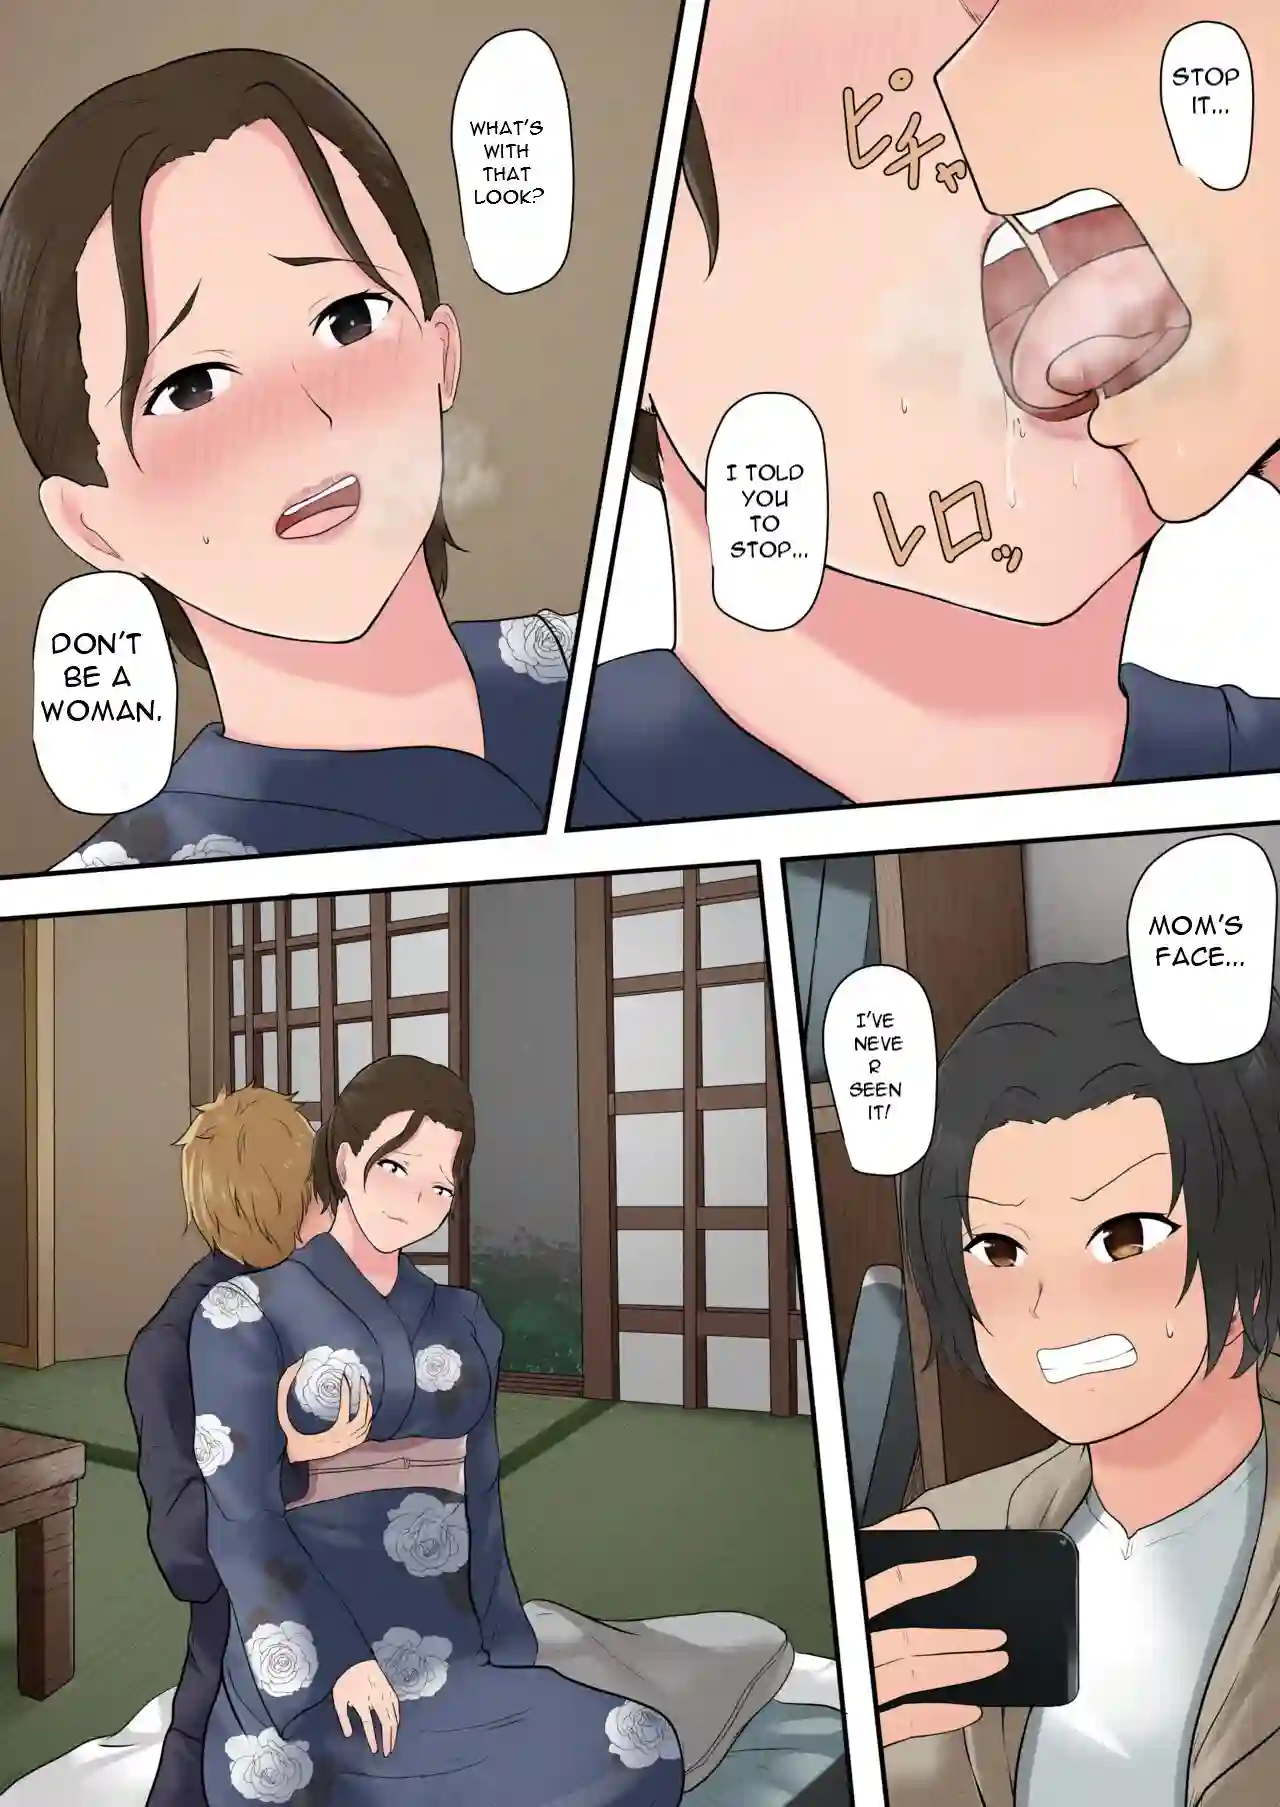 STOP
IT...
ピチャ
I TOLD
YOU
TO
STOP...
レロッ
WHAT'S
WITH
THAT
LOOK?
DON'T
BE A
WOMAN.
MOM'S
FACE...
I'VE
NEVE
R
SEEN
IT!